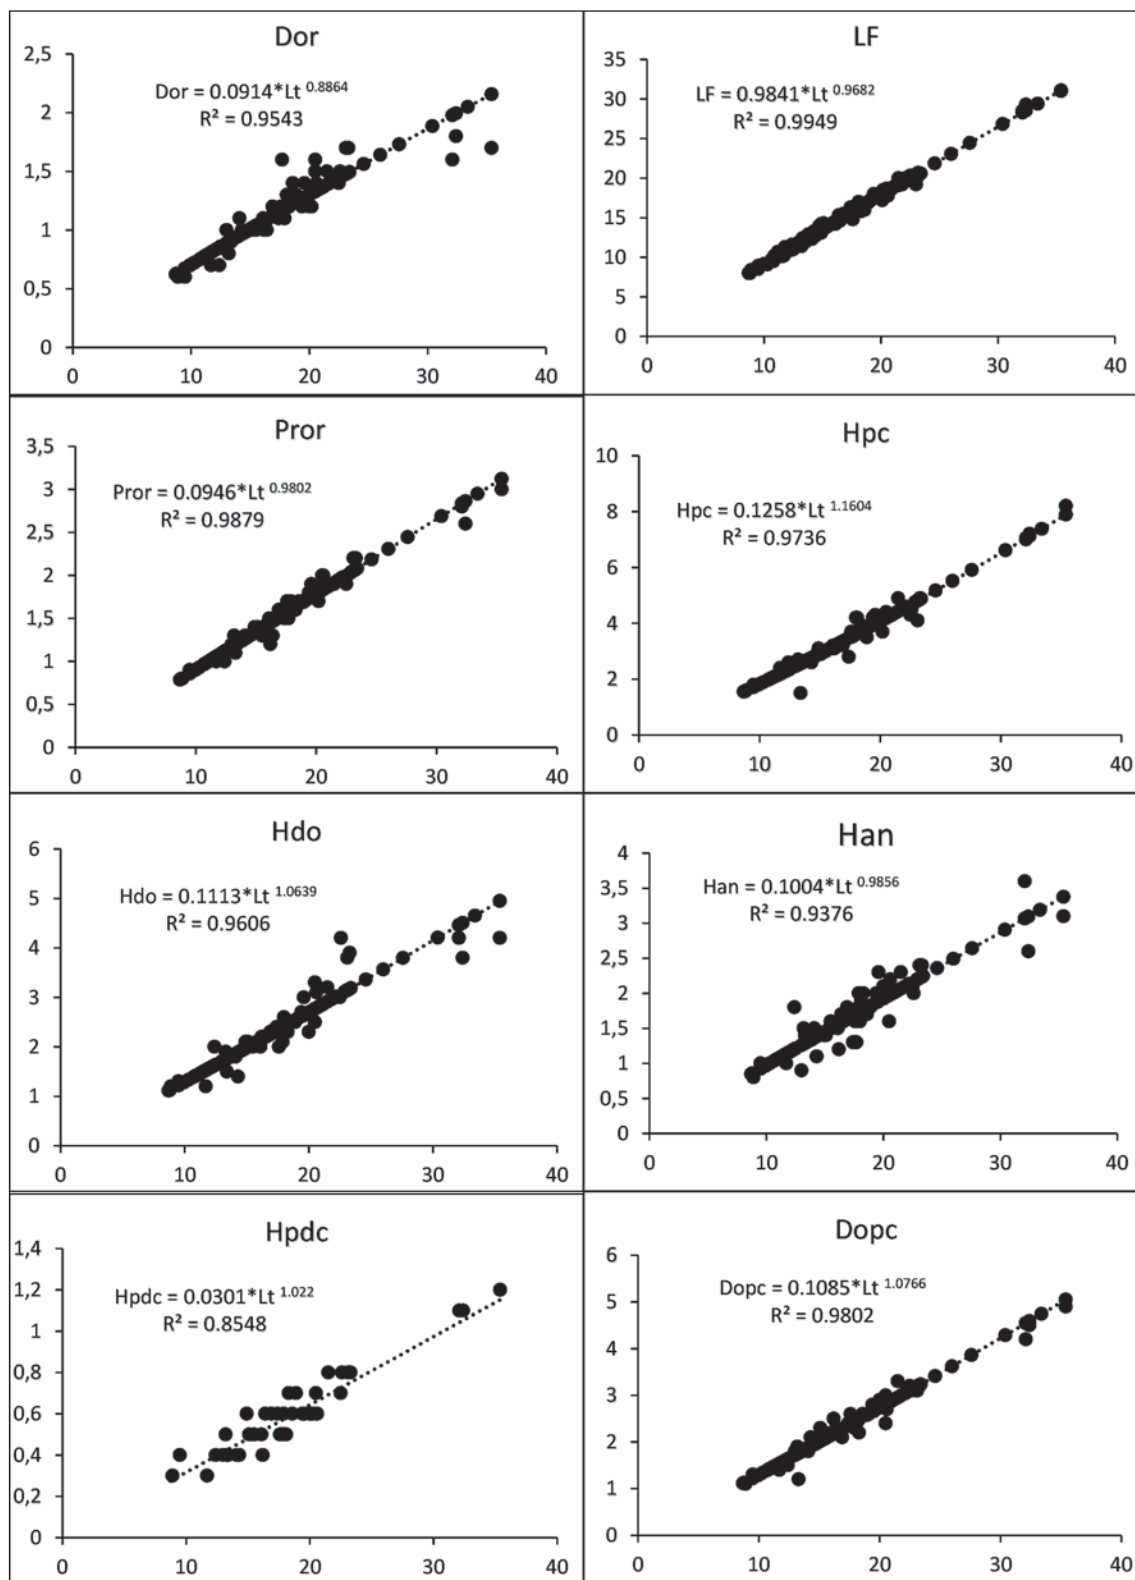 Dor
2,5
2
1,5
1
0,5
0
Dor = 0.0914*Lt 0.8864
R² = 0.9543
0 10 20 30 40
LF
35
30
25
20
15
10
5
0
LF = 0.9841*Lt 0.9682
R² = 0.9949
0 10 20 30 40
Pror
3,5
3
2,5
2
1,5
1
0,5
0
Pror = 0.0946*Lt 0.9802
R² = 0.9879
0 10 20 30 40
Hpc
10
8
6
4
2
0
Hpc = 0.1258*Lt 1.1604
R² = 0.9736
0 10 20 30 40
Hdo
6
5
4
3
2
1
0
Hdo = 0.1113*Lt 1.0639
R² = 0.9606
0 10 20 30 40
Han
4
3,5
3
2,5
2
1,5
1
0,5
0
Han = 0.1004*Lt 0.9856
R² = 0.9376
0 10 20 30 40
Hpdc
1,4
1,2
1
0,8
0,6
0,4
0,2
0
Hpdc = 0.0301*Lt 1.022
R² = 0.8548
0 10 20 30 40
Dopc
6
5
4
3
2
1
0
Dopc = 0.1085*Lt 1.0766
R² = 0.9802
0 10 20 30 40